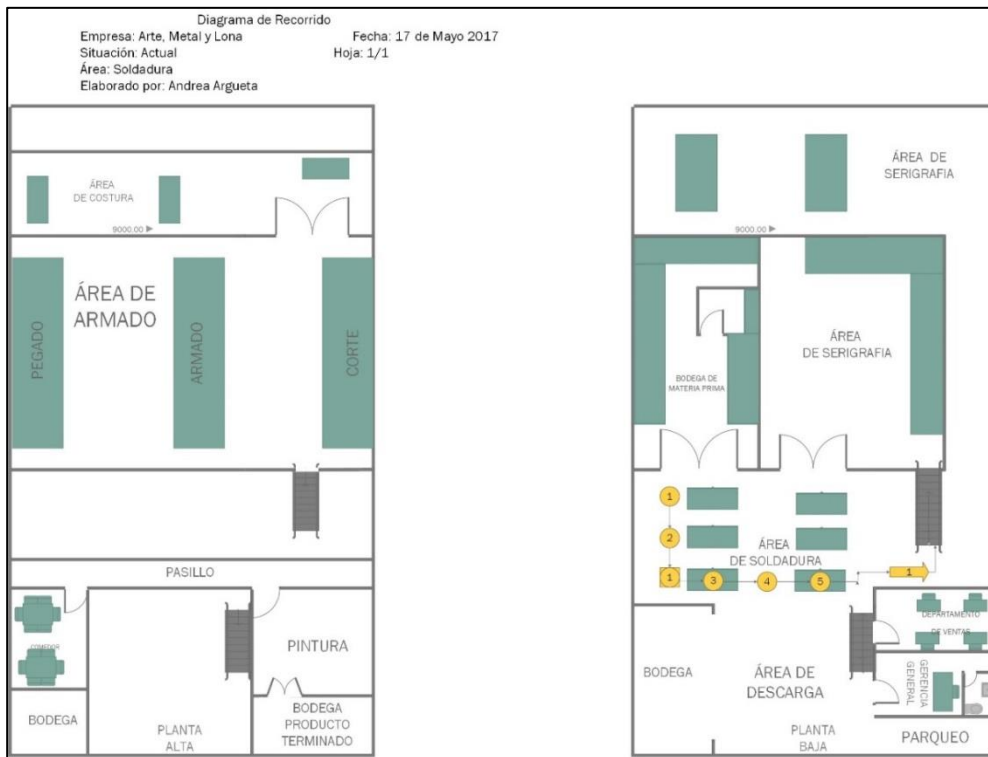 Diagrama de Recorrido
Empresa: Arte, Metal y Lona Fecha: 17 de Mayo 2017
Situación: Actual Hoja: 1/1
Área: Soldadura
Elaborado por: Andrea Argueta
ÁREA
DE COSTURA
9000.00
ÁREA DE
ARMADO
PEGADO
ARMADO
CORTE
PASILLO
COMEDOR
PINTURA
BODEGA
PLANTA
ALTA
BODEGA
PRODUCTO
TERMINADO
ÁREA DE
SERIGRAFIA
9000.00
ÁREA
DE SERIGRAFIA
BODEGA DE
MATERIA PRIMA
1
2
ÁREA
DE SOLDADURA
1
3
4
5
1
DEPARTAMENTO
DE VENTAS
BODEGA
ÁREA DE
DESCARGA
GERENCIA
GENERAL
PLANTA
BAJA
PARQUEO